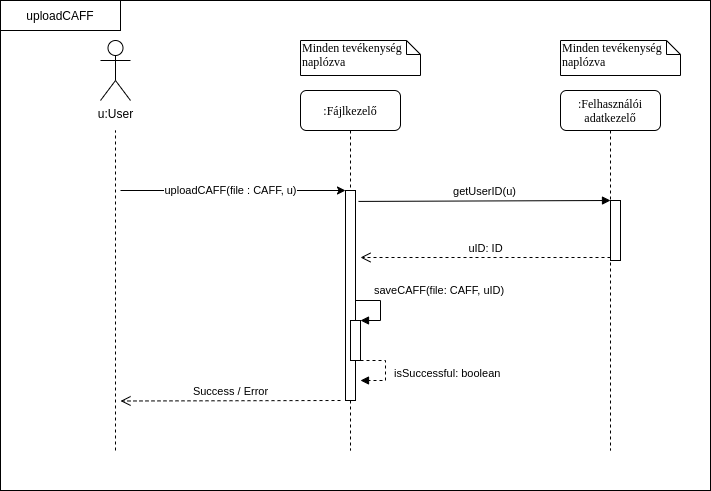 uploadCAFF
Minden tevékenység
naplózva
Minden tevékenység
naplózva
u:User
:Fájlkezelő
:Felhasználói
adatkezelő
uploadCAFF(file : CAFF, u)
getUserID(u)
uID: ID
saveCAFF(file: CAFF, uID)
isSuccessful: boolean
Success / Error